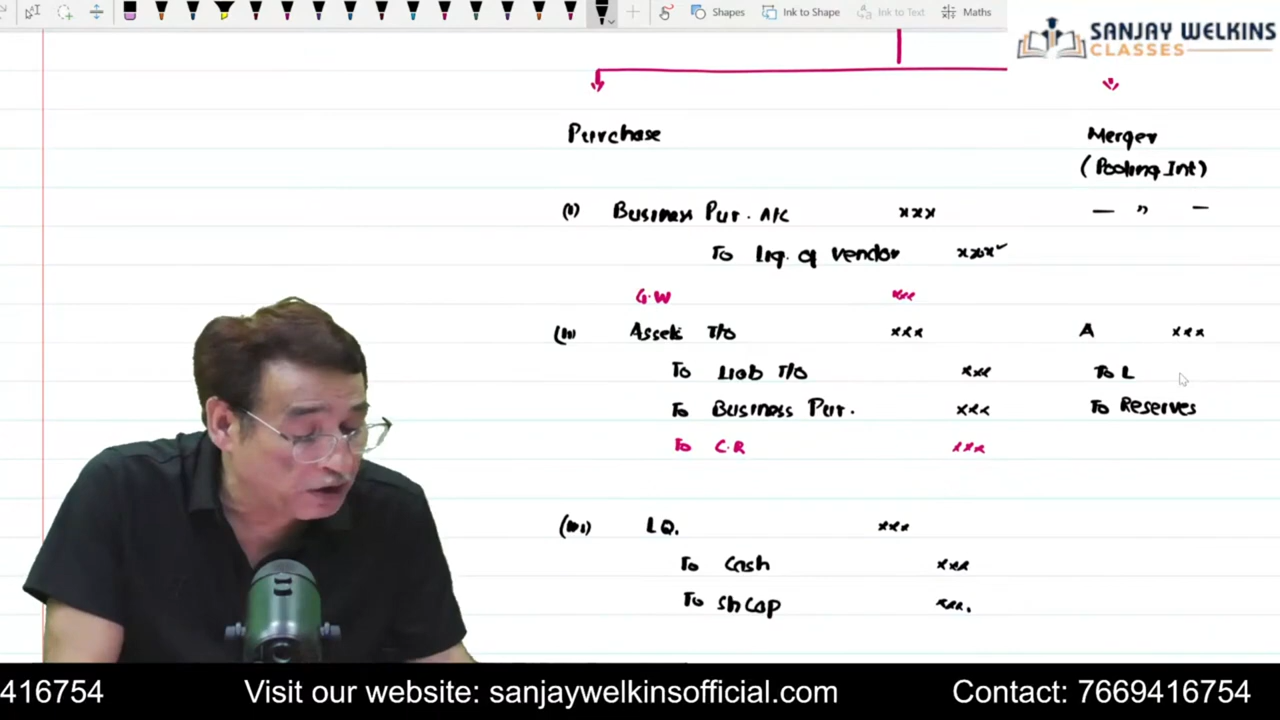 Shapes Ink to Shape Ink to Text Maths
SANJAY WELKINS
CLASSES
Purchase Merger
(Pooling Int)
(i) Business Pur. A/c xxx — " —
To Liq. of vendor xxx
G.W xxx
(ii) Assets T/o xxx A xxx
To Liab T/o xxx To L
To Business Pur. xxx To Reserves
To C.R xxx
(iii) LQ. xxx
To Cash xxx
To Sh Cap xxx.
416754 Visit our website: sanjaywelkinsofficial.com Contact: 7669416754